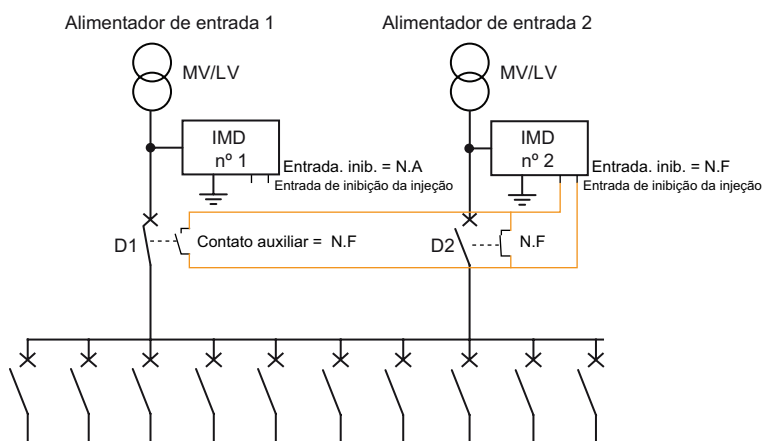 Alimentador de entrada 1
Alimentador de entrada 2
MV/LV
MV/LV
IMD
nº 1
IMD
nº 2
Entrada. inib. = N.A
Entrada de inibição da injeção
Entrada. inib. = N.F
Entrada de inibição da injeção
D1
Contato auxiliar = N.F
D2
N.F